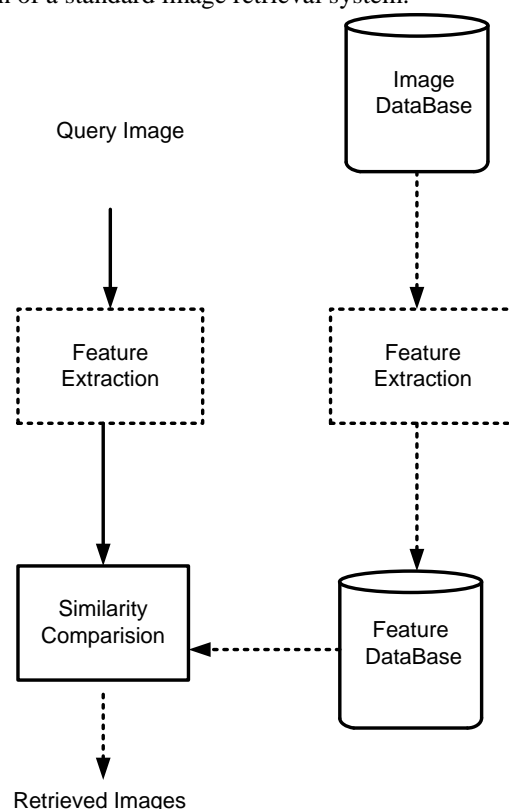 n of a standard image retrieval system.
Image
DataBase
Query Image
Feature
Extraction
Feature
Extraction
Similarity
Comparision
Feature
DataBase
Retrieved Images